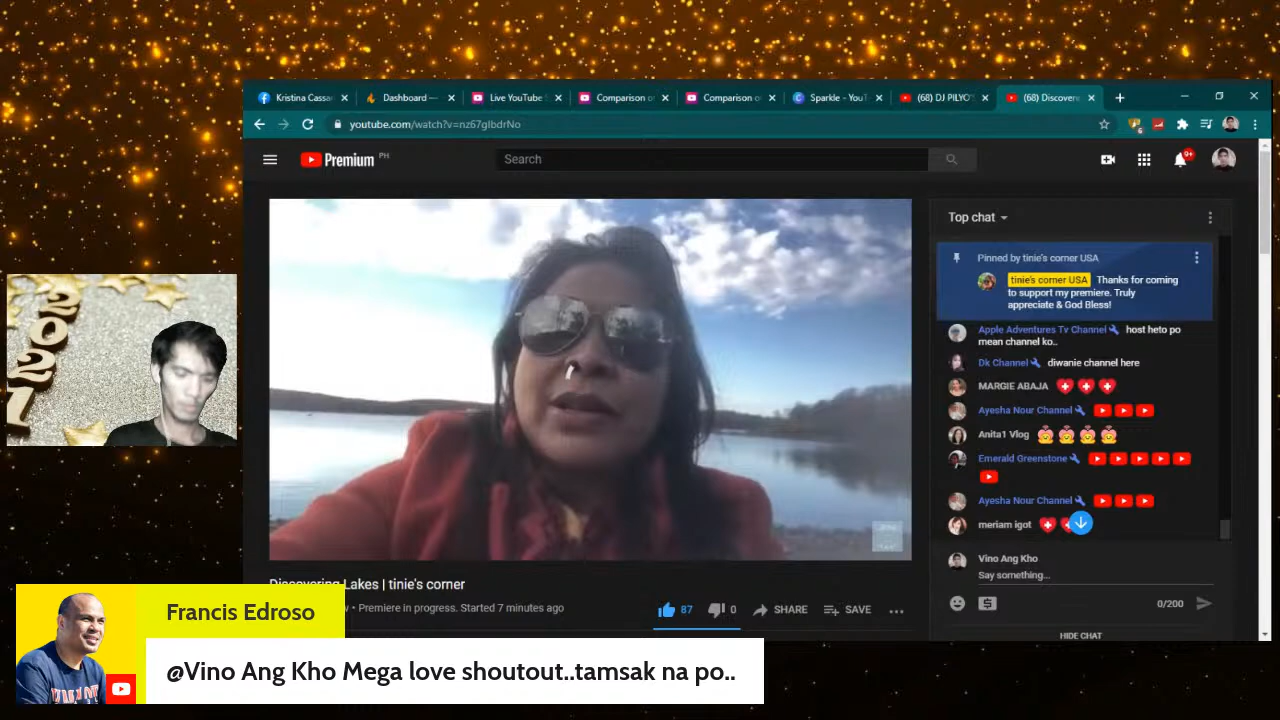 Kristina Cassa
Dashboard —
Live YouTube
Comparison o
Comparison o
Sparkle - YouT
(68) DJ PILYO'
(68) Discoveri
youtube.com/watch?v=nz67glbdrNo
Premium PH
Search
9+
2021
Top chat
Pinned by tinie's corner USA
tinie's corner USA Thanks for coming
to support my premiere. Truly
appreciate & God Bless!
Apple Adventures Tv Channel host heto po
mean channel ko..
Dk Channel diwanie channel here
MARGIE ABAJA
Ayesha Nour Channel
Anita1 Vlog
Emerald Greenstone
Ayesha Nour Channel
meriam igot
Vino Ang Kho
Say something...
0/200
HIDE CHAT
Discovering Lakes | tinie's corner
• Premiere in progress. Started 7 minutes ago
87
0
SHARE
SAVE
Francis Edroso
@Vino Ang Kho Mega love shoutout..tamsak na po..